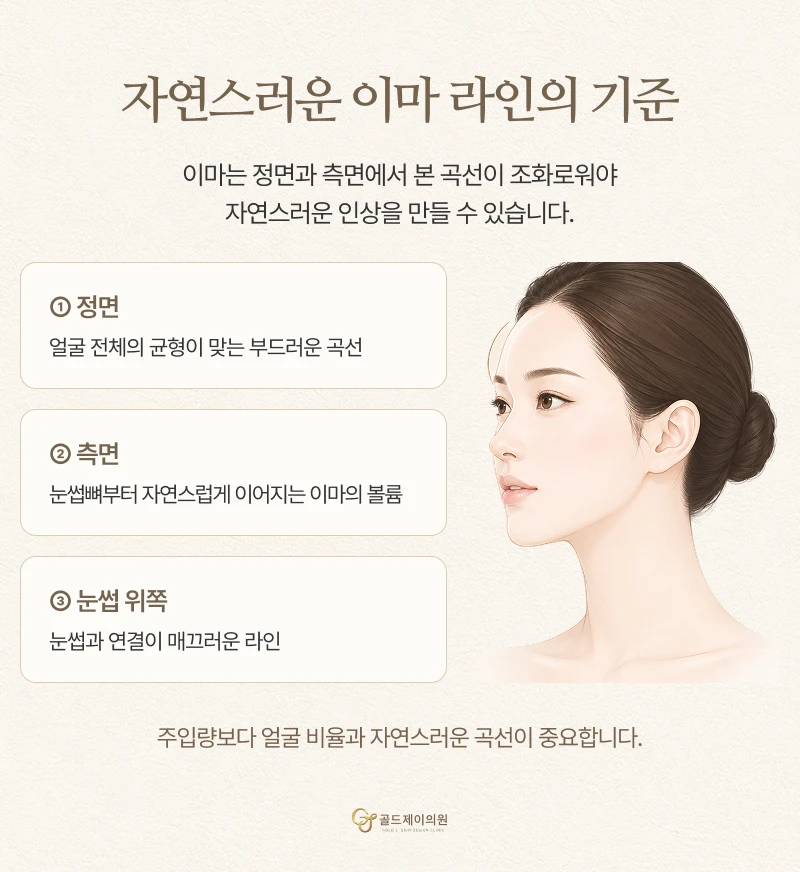 자연스러운 이마 라인의 기준
이마는 정면과 측면에서 본 곡선이 조화로워야
자연스러운 인상을 만들 수 있습니다.
① 정면
얼굴 전체의 균형이 맞는 부드러운 곡선
② 측면
눈썹뼈부터 자연스럽게 이어지는 이마의 볼륨
③ 눈썹 위쪽
눈썹과 연결이 매끄러운 라인
주입량보다 얼굴 비율과 자연스러운 곡선이 중요합니다.
골드제이의원
GOLD J. SKIN DESIGN CLINIC